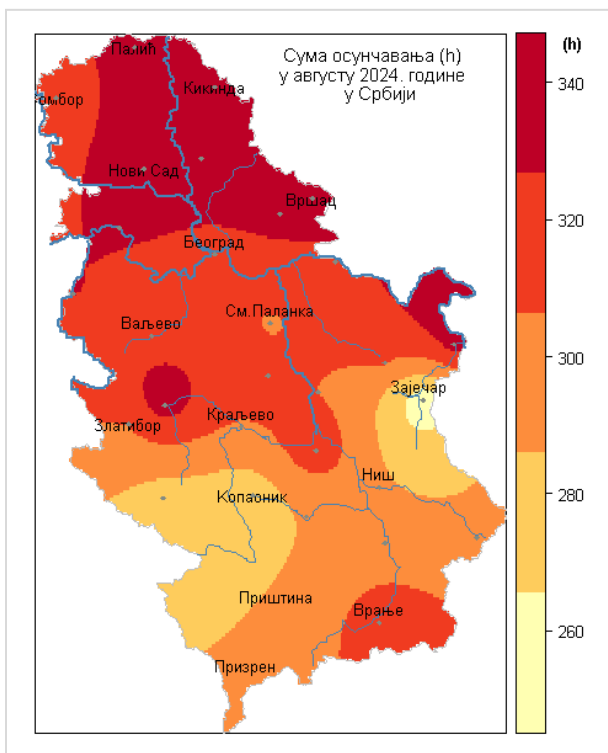 Сума осунчавања (h)
у августу 2024. године
у Србији
(h)
340
320
300
280
260
Палић
омбор
Кикинда
Нови Сад
Вршац
Београд
Ваљево
См.Паланка
Зајечар
Златибор
Краљево
Ниш
Копаоник
Приштина
Врање
Призрен